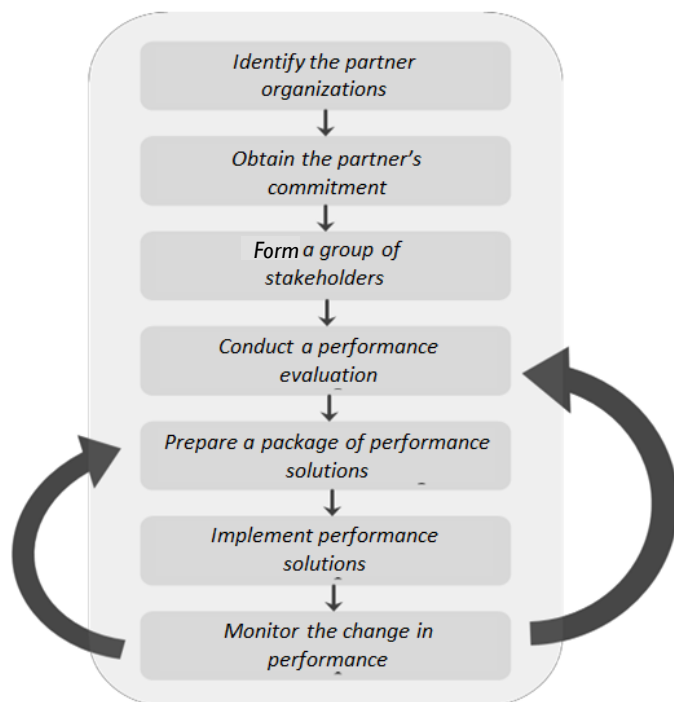 Identify the partner
organizations
Obtain the partner's
commitment
Form a group of
stakeholders
Conduct a performance
evaluation
Prepare a package of performance
solutions
Implement performance
solutions
Monitor the change in
performance